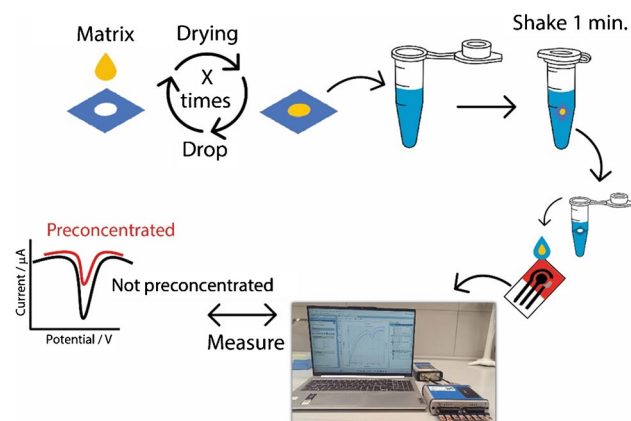 Shake 1 min.
Matrix
Drying
X
times
Drop
Preconcentrated
Not preconcentrated
Current / µA
Potential / V
Measure